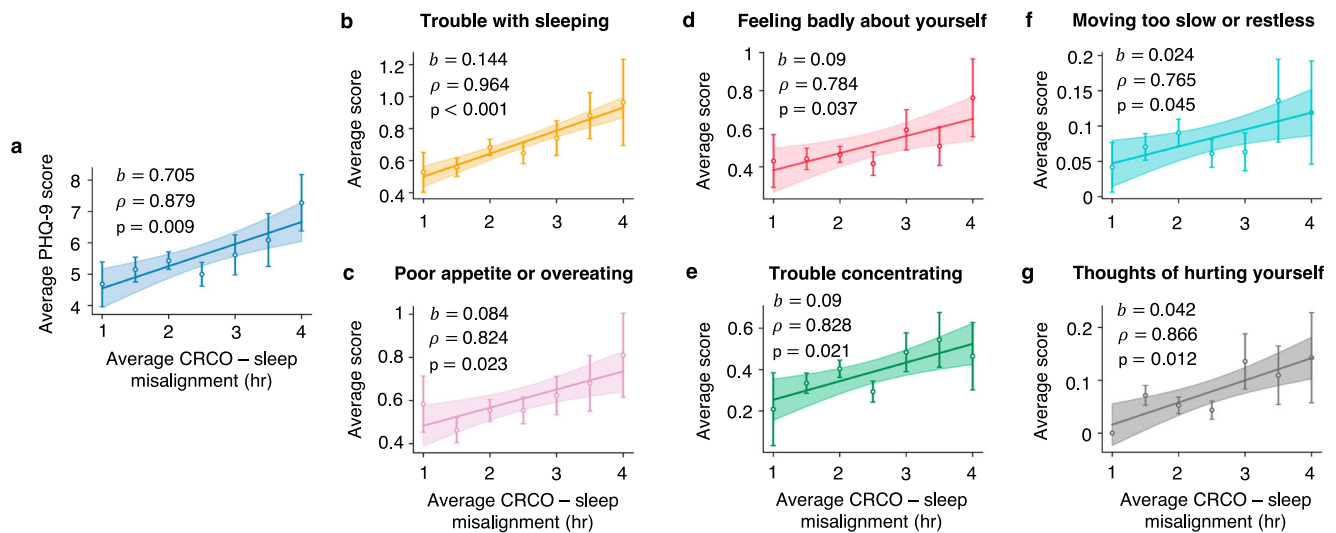 a
b = 0.705
ρ = 0.879
p = 0.009
Average PHQ-9 score
8
7
6
5
4
1
2
3
4
Average CRCO – sleep
misalignment (hr)
b
Trouble with sleeping
b = 0.144
ρ = 0.964
p < 0.001
Average score
1.2
1.0
0.8
0.6
0.4
1
2
3
4
c
Poor appetite or overeating
b = 0.084
ρ = 0.824
p = 0.023
Average score
1
0.8
0.6
0.4
1
2
3
4
Average CRCO – sleep
misalignment (hr)
d
Feeling badly about yourself
b = 0.09
ρ = 0.784
p = 0.037
Average score
1
0.8
0.6
0.4
1
2
3
4
e
Trouble concentrating
b = 0.09
ρ = 0.828
p = 0.021
Average score
0.6
0.4
0.2
1
2
3
4
Average CRCO – sleep
misalignment (hr)
f
Moving too slow or restless
b = 0.024
ρ = 0.765
p = 0.045
Average score
0.2
0.15
0.1
0.05
0
1
2
3
4
g
Thoughts of hurting yourself
b = 0.042
ρ = 0.866
p = 0.012
Average score
0.2
0.1
0
1
2
3
4
Average CRCO – sleep
misalignment (hr)